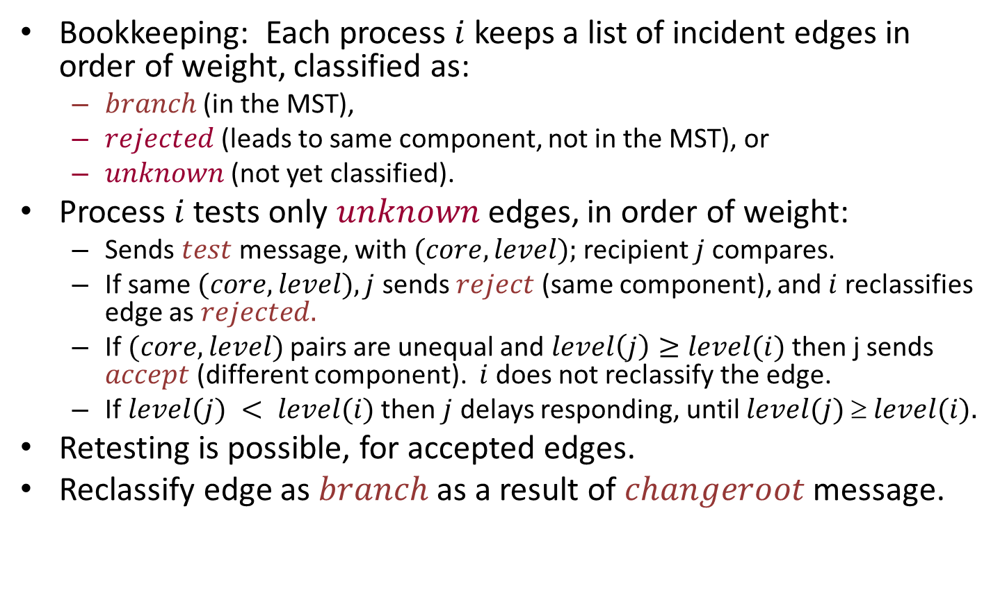 • Bookkeeping: Each process i keeps a list of incident edges in
order of weight, classified as:
– branch (in the MST),
– rejected (leads to same component, not in the MST), or
– unknown (not yet classified).
• Process i tests only unknown edges, in order of weight:
– Sends test message, with (core, level); recipient j compares.
– If same (core, level), j sends reject (same component), and i reclassifies
edge as rejected.
– If (core, level) pairs are unequal and level(j) ≥ level(i) then j sends
accept (different component). i does not reclassify the edge.
– If level(j) < level(i) then j delays responding, until level(j) ≥ level(i).
• Retesting is possible, for accepted edges.
• Reclassify edge as branch as a result of changeroot message.